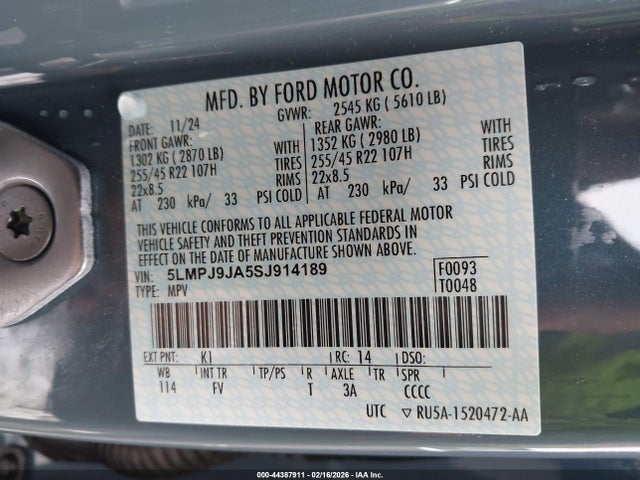 MFD. BY FORD MOTOR CO.
DATE: 11/24 GVWR: 2545 KG ( 5610 LB)
FRONT GAWR: REAR GAWR:
1302 KG ( 2870 LB) WITH 1352 KG ( 2980 LB) WITH
255/45 R22 107H TIRES 255/45 R22 107H TIRES
22x8.5 RIMS 22x8.5 RIMS
AT 230 kPa/ 33 PSI COLD AT 230 kPa/ 33 PSI COLD
THIS VEHICLE CONFORMS TO ALL APPLICABLE FEDERAL MOTOR
VEHICLE SAFETY AND THEFT PREVENTION STANDARDS IN
EFFECT ON THE DATE OF MANUFACTURE SHOWN ABOVE.
VIN: 5LMPJ9JA5SJ914189 F0093
TYPE: MPV T0048
EXT PNT: K1 RC: 14 DSO:
WB INT TR TP/PS R AXLE TR SPR
114 FV T 3A CCCC
UTC ▽ RU5A-1520472-AA
000-44387911 - 02/16/2026 - IAA Inc.